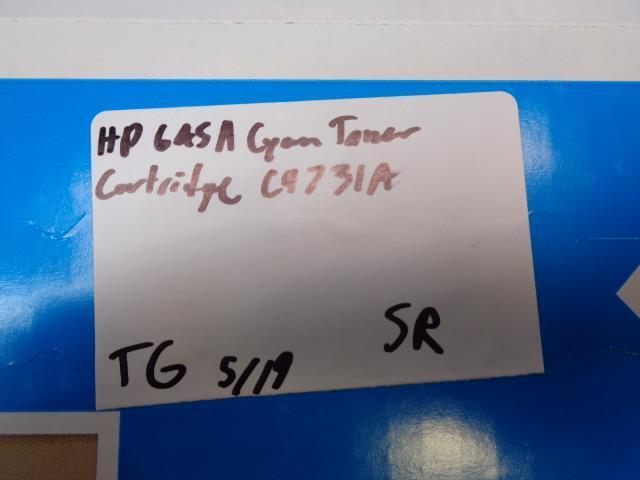 HP 645A Cyan Toner
Cartridge C9731A
SR
TG 5/19